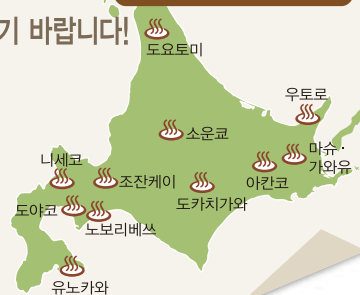 기 바랍니다!
도요토미
우토로
소운쿄
마슈·
가와유
니세코
조잔케이
아칸코
도야코
도카치가와
노보리베쓰
유노카와